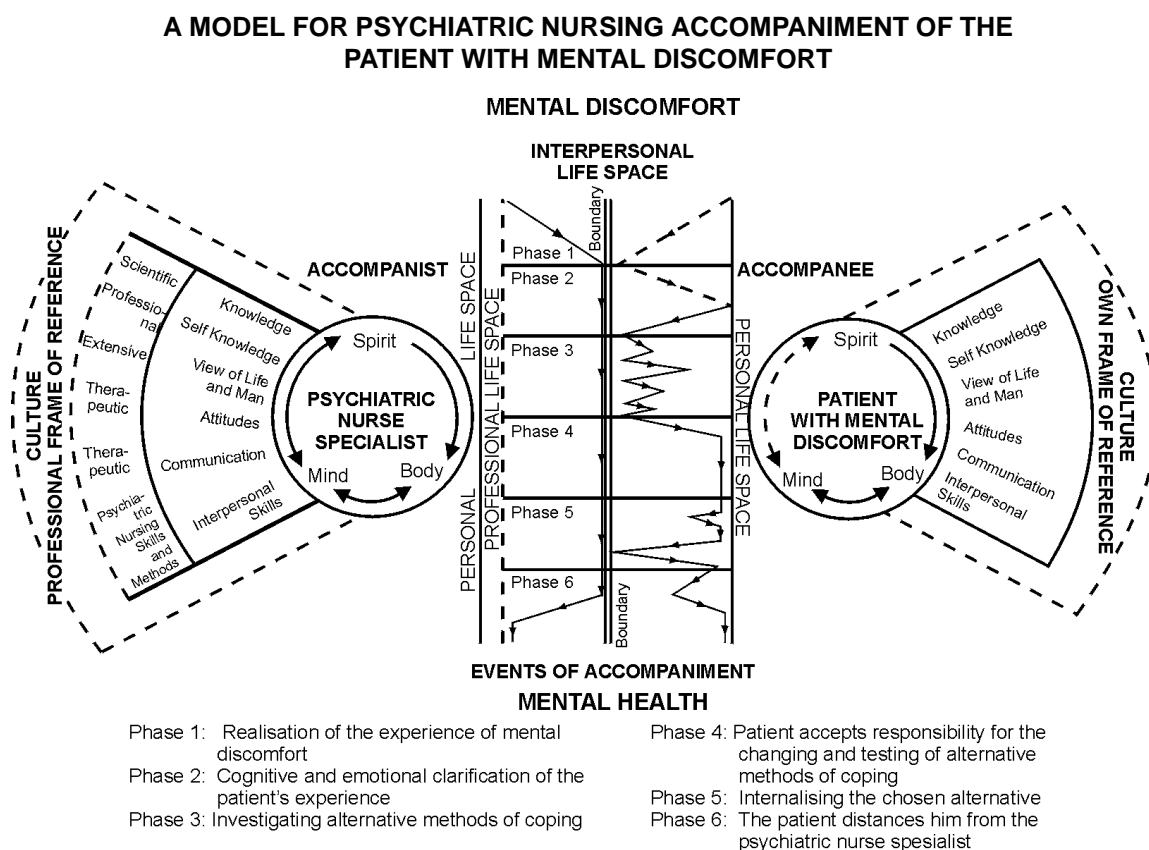 A MODEL FOR PSYCHIATRIC NURSING ACCOMPANIMENT OF THE
PATIENT WITH MENTAL DISCOMFORT
MENTAL DISCOMFORT
INTERPERSONAL
LIFE SPACE
CULTURE
PROFESSIONAL FRAME OF REFERENCE
Scientific
Professio-
nal
Extensive
Thera-
peutic
Thera-
peutic
Psychia-
tric
Nursing
Skills
and
Methods
Knowledge
Self Knowledge
View of Life
and Man
Attitudes
Communication
Interpersonal
Skills
ACCOMPANIST
Spirit
PSYCHIATRIC
NURSE
SPECIALIST
Mind
Body
PERSONAL LIFE SPACE
PROFESSIONAL LIFE SPACE
Boundary
Phase 1
Phase 2
Phase 3
Phase 4
Phase 5
Phase 6
Boundary
PERSONAL LIFE SPACE
ACCOMPANEE
Spirit
PATIENT
WITH MENTAL
DISCOMFORT
Mind
Body
Knowledge
Self Knowledge
View of Life
and Man
Attitudes
Communication
Interpersonal
Skills
CULTURE
OWN FRAME OF REFERENCE
EVENTS OF ACCOMPANIMENT
MENTAL HEALTH
Phase 1: Realisation of the experience of mental
discomfort
Phase 2: Cognitive and emotional clarification of the
patient's experience
Phase 3: Investigating alternative methods of coping
Phase 4: Patient accepts responsibility for the
changing and testing of alternative
methods of coping
Phase 5: Internalising the chosen alternative
Phase 6: The patient distances him from the
psychiatric nurse spesialist